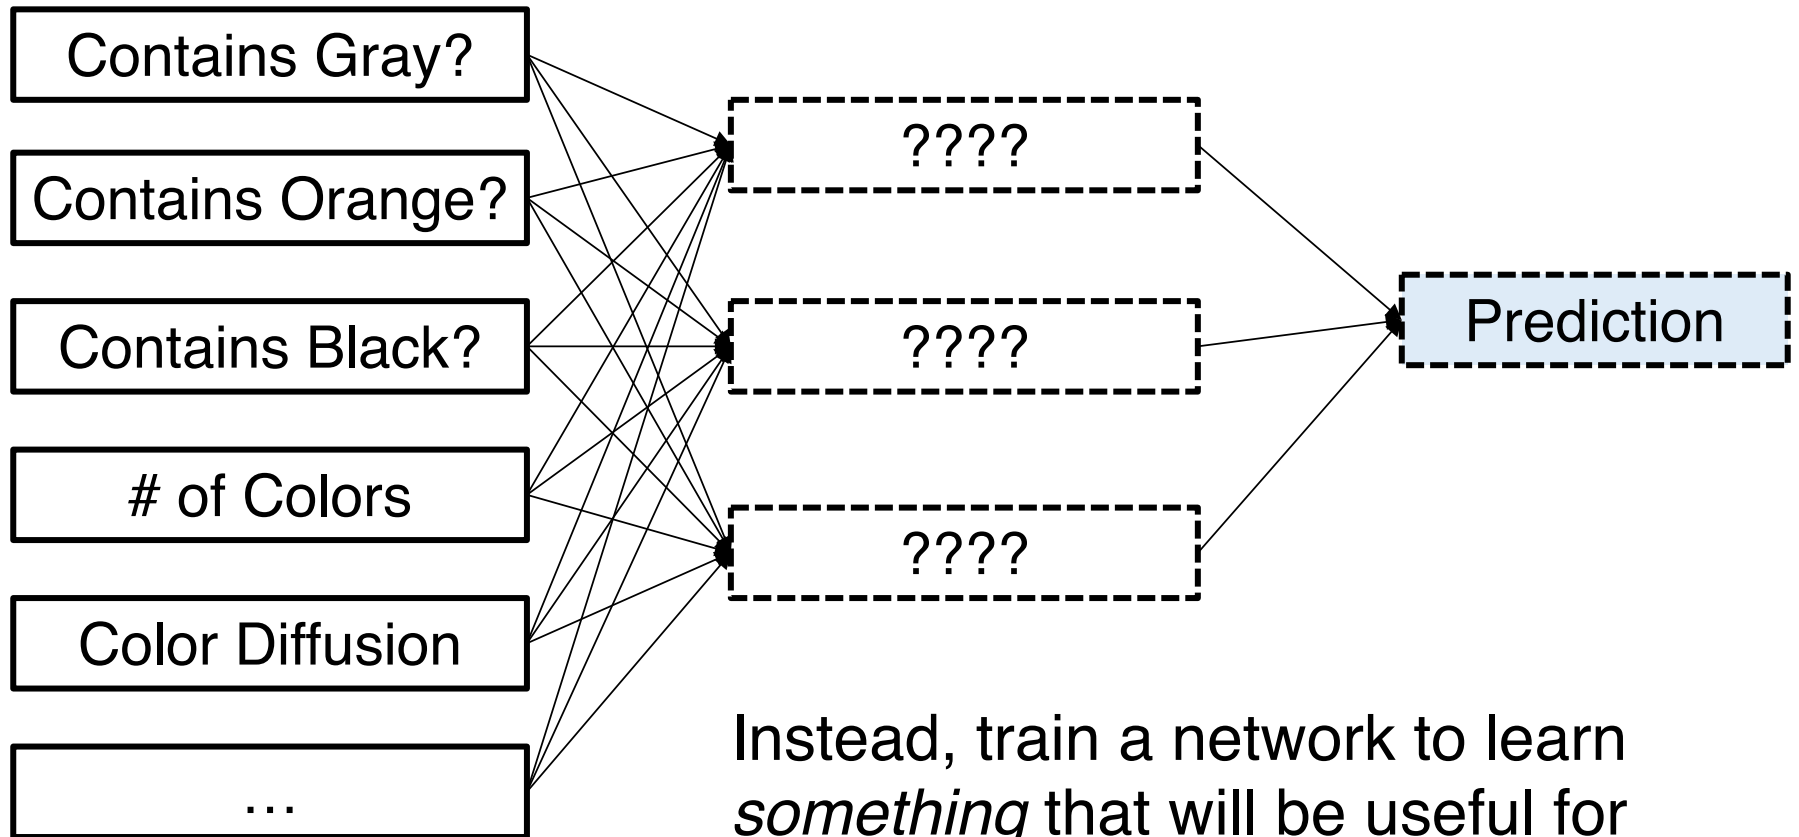 Contains Gray?
Contains Orange?
Contains Black?
# of Colors
Color Diffusion
…
????
????
????
Prediction
Instead, train a network to learn
something that will be useful for